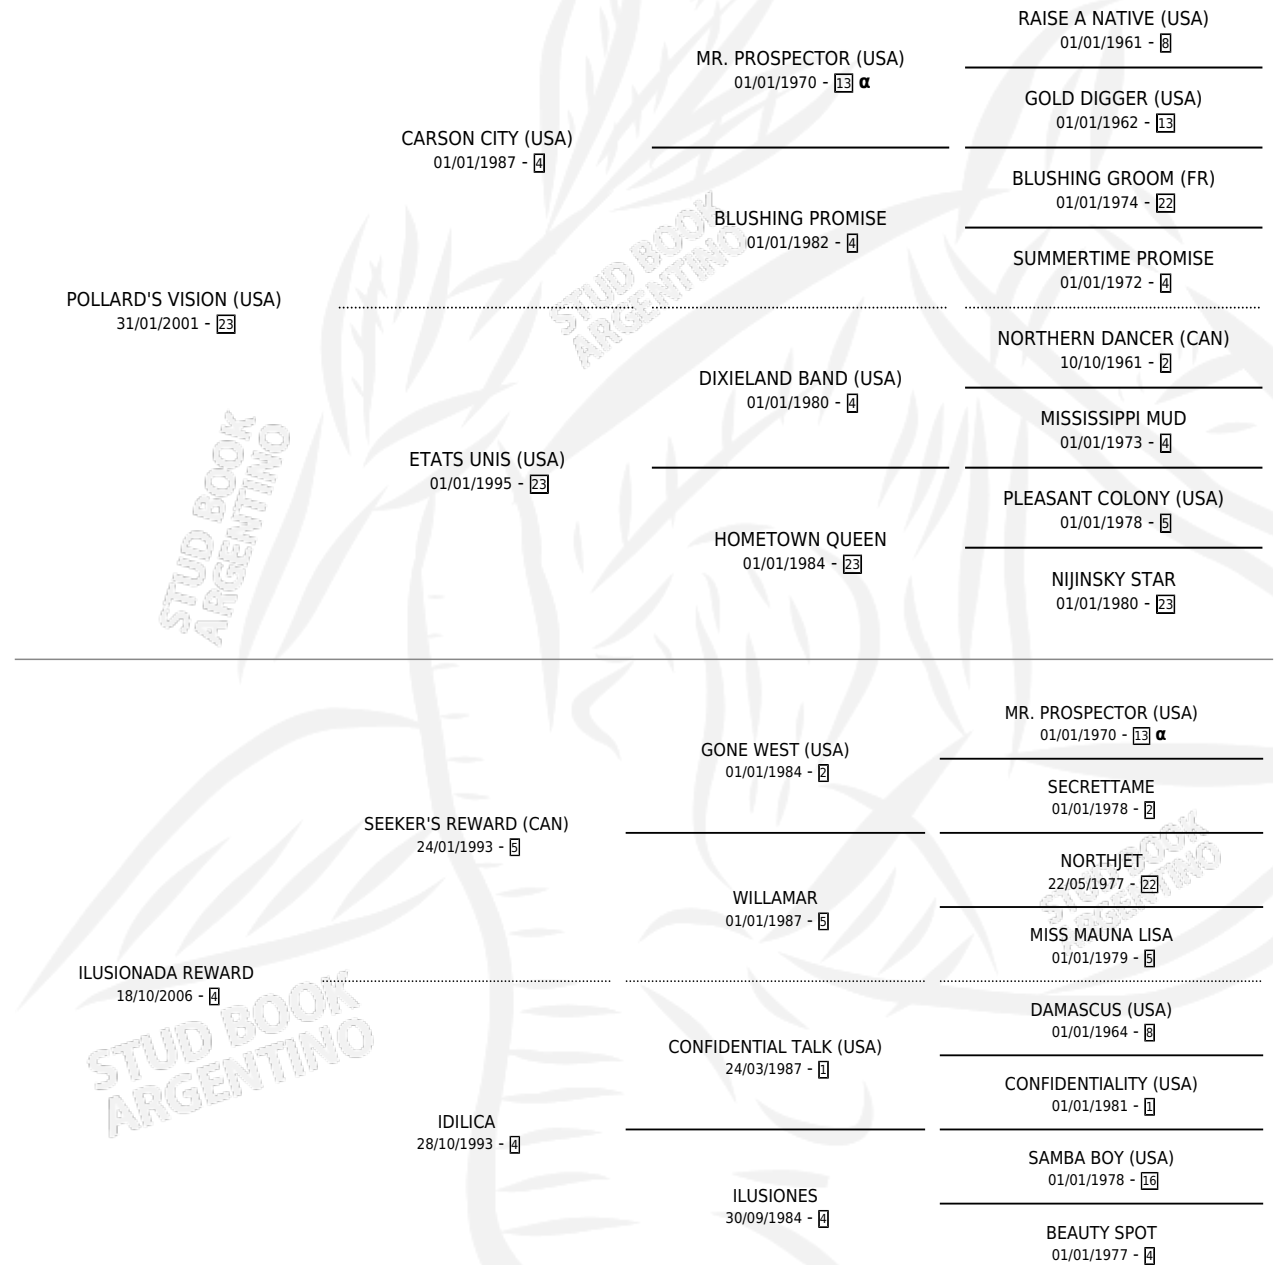 RAISE A NATIVE (USA)
01/01/1961 - 8
MR. PROSPECTOR (USA)
01/01/1970 - 13 α
GOLD DIGGER (USA)
01/01/1962 - 13
CARSON CITY (USA)
01/01/1987 - 4
BLUSHING GROOM (FR)
01/01/1974 - 22
BLUSHING PROMISE
01/01/1982 - 4
SUMMERTIME PROMISE
01/01/1972 - 4
POLLARD'S VISION (USA)
31/01/2001 - 23
STUD BOOK
ARGENTINO
NORTHERN DANCER (CAN)
10/10/1961 - 2
DIXIELAND BAND (USA)
01/01/1980 - 4
MISSISSIPPI MUD
01/01/1973 - 4
ETATS UNIS (USA)
01/01/1995 - 23
PLEASANT COLONY (USA)
01/01/1978 - 5
HOMETOWN QUEEN
01/01/1984 - 23
NIJINSKY STAR
01/01/1980 - 23
STUD BOOK
ARGENTINO
MR. PROSPECTOR (USA)
01/01/1970 - 13 α
GONE WEST (USA)
01/01/1984 - 2
SECRETTAME
01/01/1978 - 2
SEEKER'S REWARD (CAN)
24/01/1993 - 5
NORTHJET
22/05/1977 - 22
STUD BOOK
ARGENTINO
WILLAMAR
01/01/1987 - 5
MISS MAUNA LISA
01/01/1979 - 5
ILUSIONADA REWARD
18/10/2006 - 4
STUD BOOK
ARGENTINO
DAMASCUS (USA)
01/01/1964 - 8
CONFIDENTIAL TALK (USA)
24/03/1987 - 1
CONFIDENTIALITY (USA)
01/01/1981 - 1
IDILICA
28/10/1993 - 4
SAMBA BOY (USA)
01/01/1978 - 16
ILUSIONES
30/09/1984 - 4
BEAUTY SPOT
01/01/1977 - 4